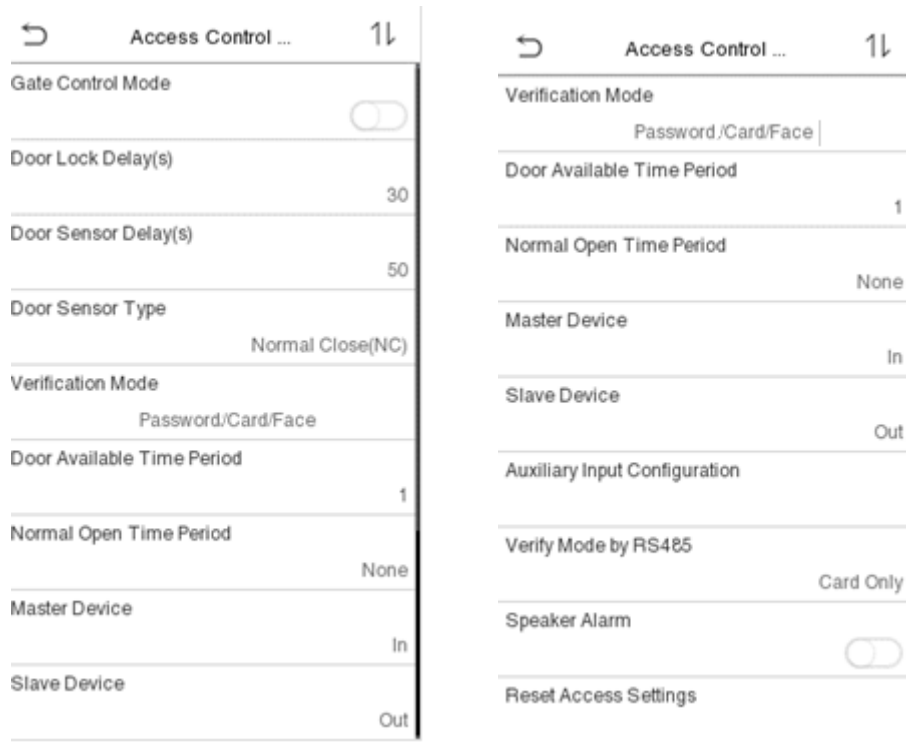 Access Control ...
Gate Control Mode
Door Lock Delay(s)
30
Door Sensor Delay(s)
50
Door Sensor Type
Normal Close(NC)
Verification Mode
Password/Card/Face
Door Available Time Period
1
Normal Open Time Period
None
Master Device
In
Slave Device
Out
Access Control ...
Verification Mode
Password/Card/Face
Door Available Time Period
1
Normal Open Time Period
None
Master Device
In
Slave Device
Out
Auxiliary Input Configuration
Verify Mode by RS485
Card Only
Speaker Alarm
Reset Access Settings